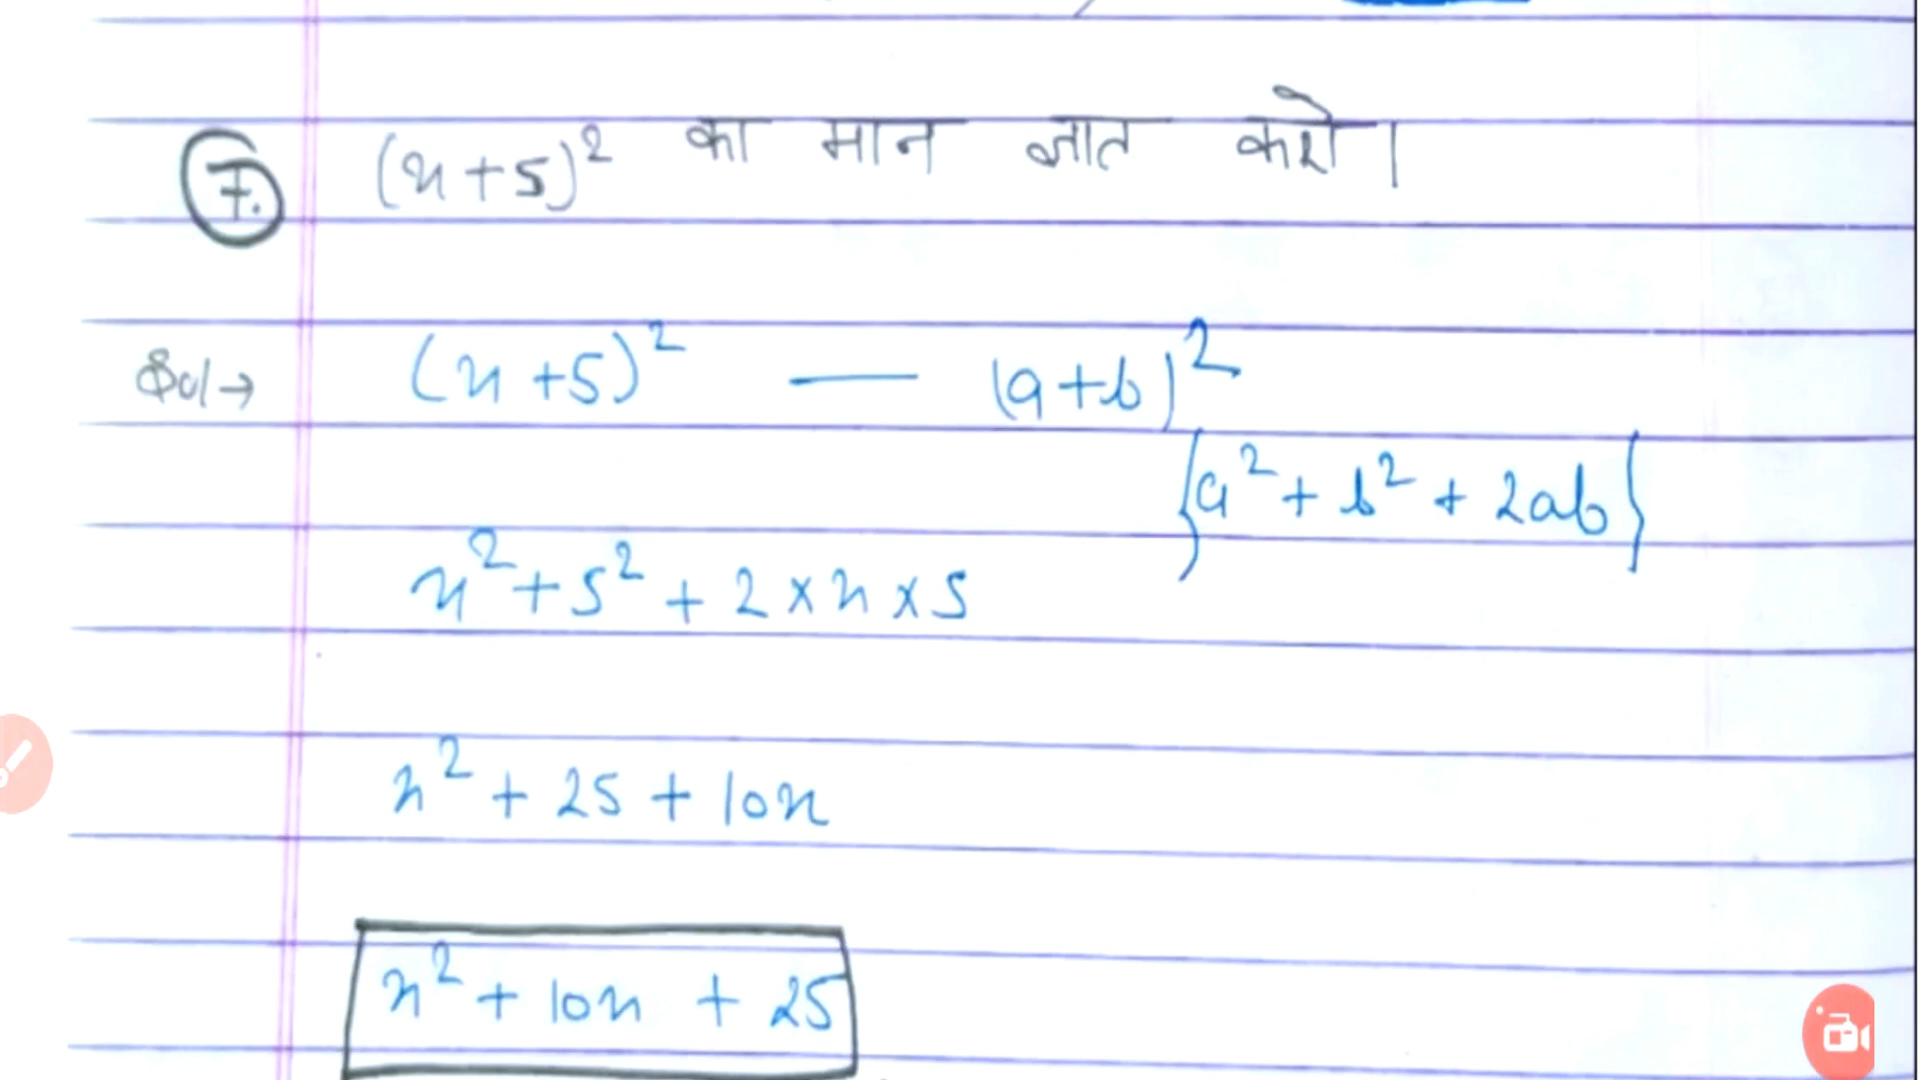 7. (x+5)² का मान ज्ञात करो।
Sol→ (x+5)² — (a+b)²
{a² + b² + 2ab}
x² + 5² + 2 × x × 5
x² + 25 + 10x
x² + 10x + 25